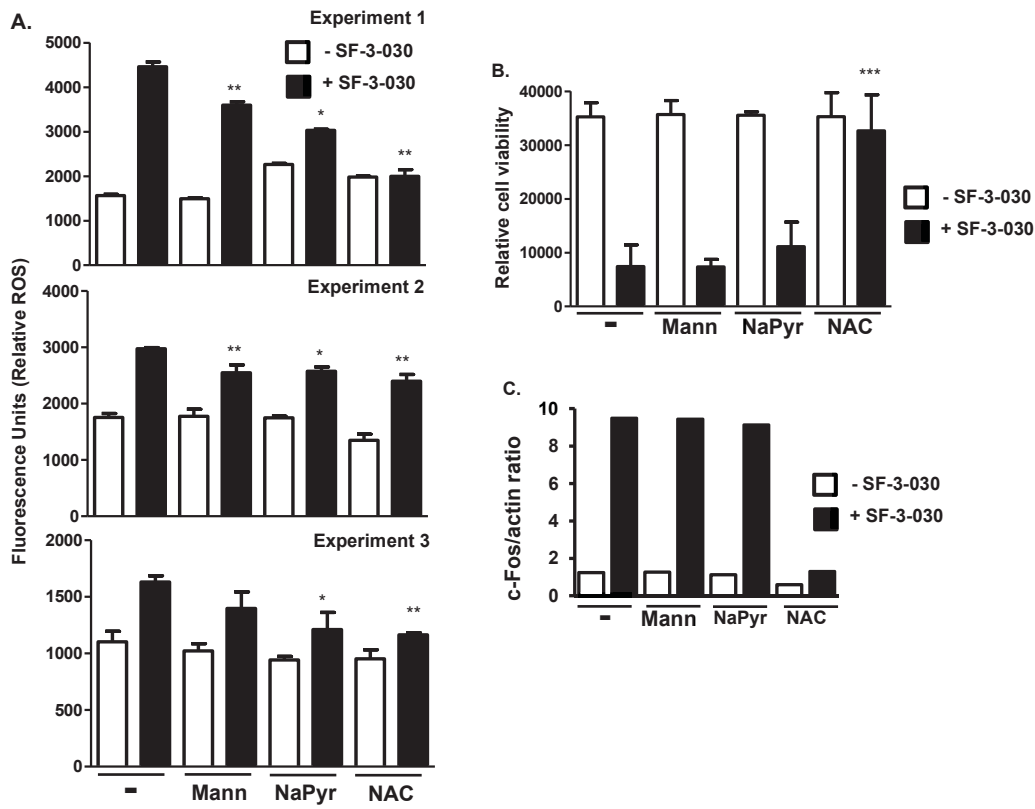 A.
Experiment 1
- SF-3-030
+ SF-3-030
5000
4000
3000
2000
1000
0
**
*
**
Experiment 2
4000
3000
2000
1000
0
**
*
**
Experiment 3
2000
1500
1000
500
0
*
**
Fluorescence Units (Relative ROS)
- Mann NaPyr NAC
B.
Relative cell viability
40000
30000
20000
10000
0
***
- SF-3-030
+ SF-3-030
- Mann NaPyr NAC
C.
c-Fos/actin ratio
10
8
6
4
2
0
- SF-3-030
+ SF-3-030
- Mann NaPyr NAC